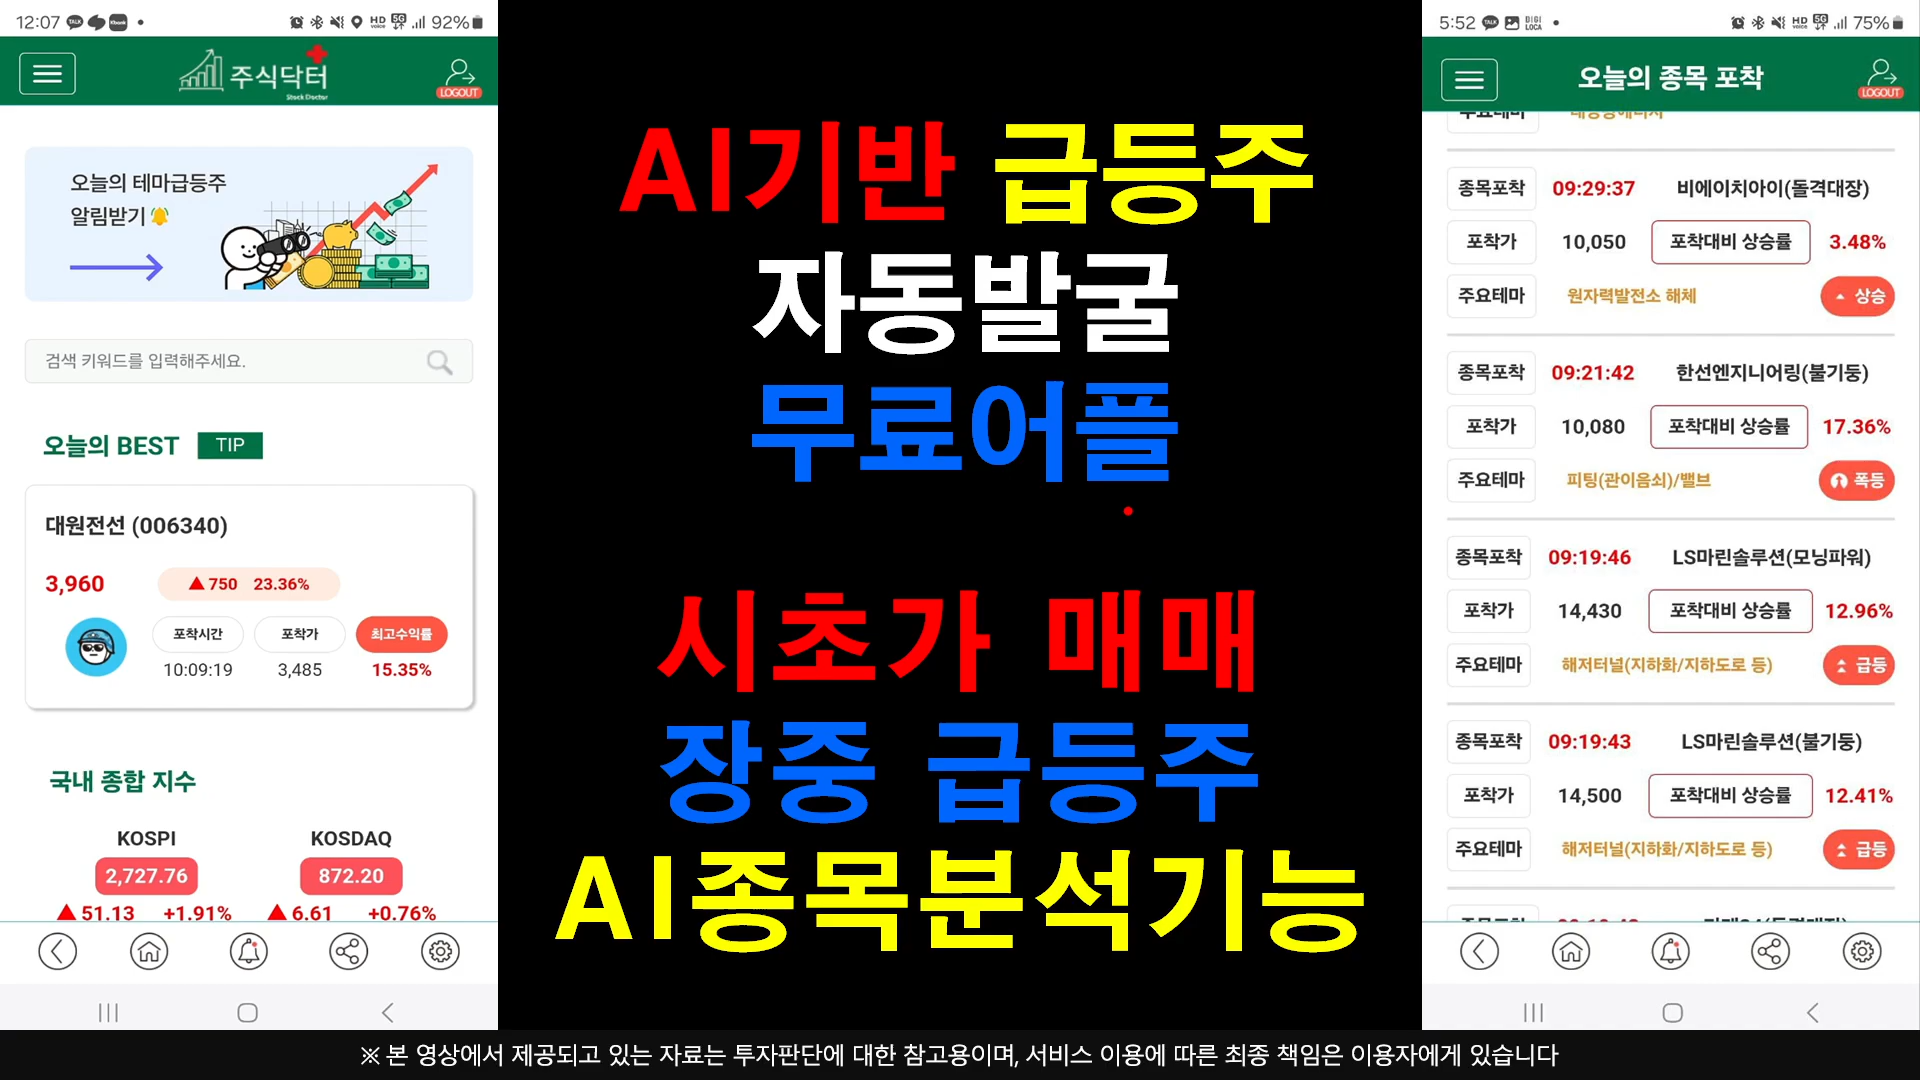 12:07
HD voice 5G 92%
주식닥터
Stock Doctor
LOGOUT
오늘의 테마급등주
알림받기
검색 키워드를 입력해주세요.
오늘의 BEST TIP
대원전선 (006340)
3,960 ▲750 23.36%
포착시간 포착가 최고수익률
10:09:19 3,485 15.35%
국내 종합 지수
KOSPI KOSDAQ
2,727.76 872.20
▲51.13 +1.91% ▲6.61 +0.76%
AI기반 급등주
자동발굴
무료어플
시초가 매매
장중 급등주
AI종목분석기능
5:52 TALK DIGI LOCA
HD voice 5G 75%
오늘의 종목 포착
LOGOUT
종목포착 09:29:37 비에이치아이(돌격대장)
포착가 10,050 포착대비 상승률 3.48%
주요테마 원자력발전소 해체 상승
종목포착 09:21:42 한선엔지니어링(불기둥)
포착가 10,080 포착대비 상승률 17.36%
주요테마 피팅(관이음쇠)/밸브 폭등
종목포착 09:19:46 LS마린솔루션(모닝파워)
포착가 14,430 포착대비 상승률 12.96%
주요테마 해저터널(지하화/지하도로 등) 급등
종목포착 09:19:43 LS마린솔루션(불기둥)
포착가 14,500 포착대비 상승률 12.41%
주요테마 해저터널(지하화/지하도로 등) 급등
※ 본 영상에서 제공되고 있는 자료는 투자판단에 대한 참고용이며, 서비스 이용에 따른 최종 책임은 이용자에게 있습니다